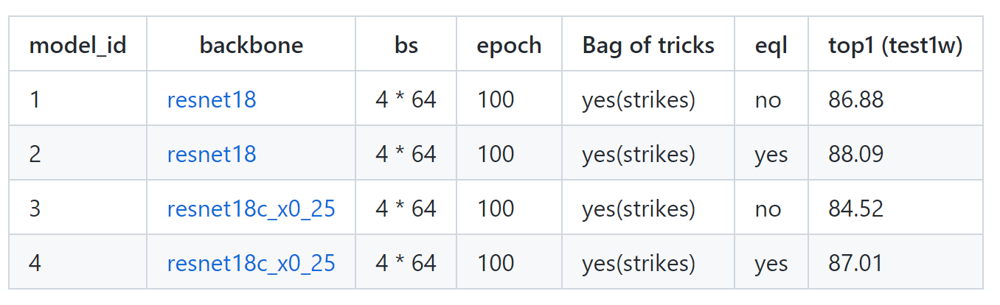 model_id backbone bs epoch Bag of tricks eql top1 (test1w)
1 resnet18 4 * 64 100 yes(strikes) no 86.88
2 resnet18 4 * 64 100 yes(strikes) yes 88.09
3 resnet18c_x0_25 4 * 64 100 yes(strikes) no 84.52
4 resnet18c_x0_25 4 * 64 100 yes(strikes) yes 87.01